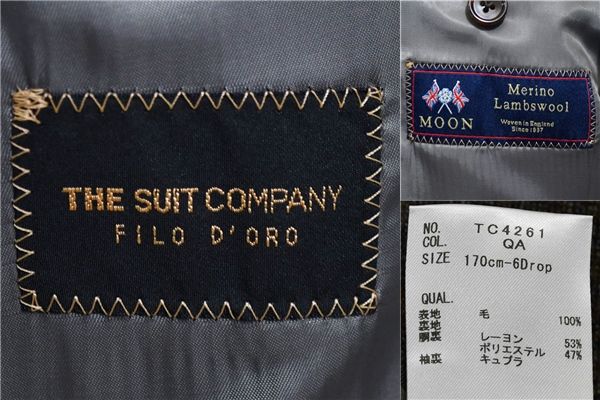 THE SUIT COMPANY
FILO D'ORO
MOON
Merino
Lambswool
Woven in England
Since 1837
NO. TC4261
COL. QA
SIZE 170cm-6Drop
QUAL.
表地 毛 100%
裏地
胴裏 レーヨン 53%
ポリエステル 47%
袖裏 キュプラ